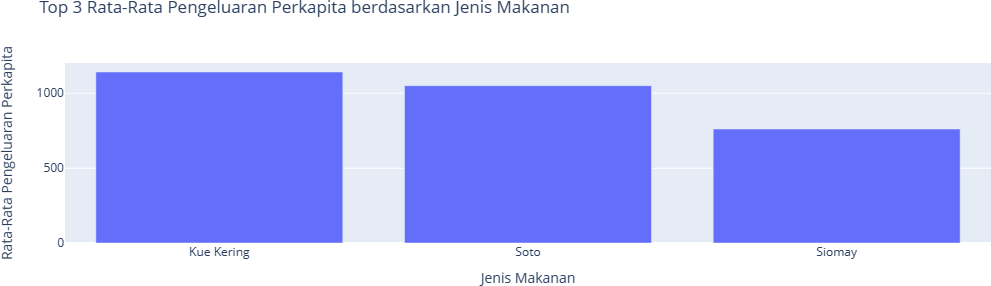 Top 3 Rata-Rata Pengeluaran Perkapita berdasarkan Jenis Makanan
Rata-Rata Pengeluaran Perkapita
1000
500
0
Kue Kering
Soto
Siomay
Jenis Makanan